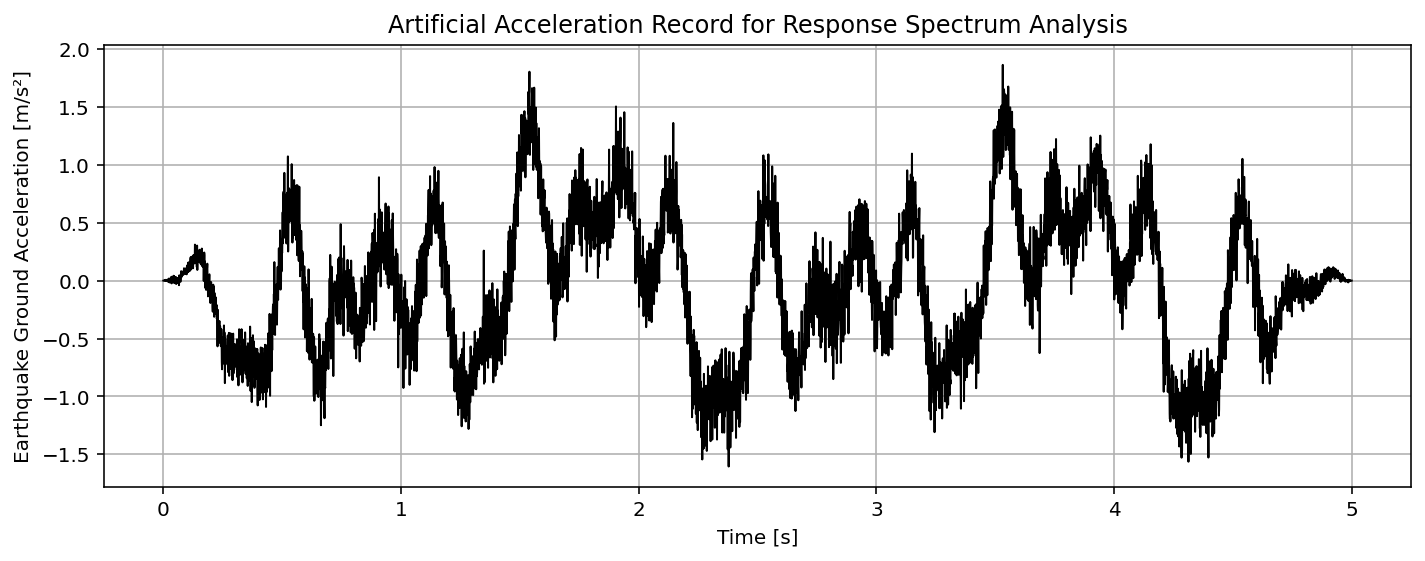 Artificial Acceleration Record for Response Spectrum Analysis
2.0
1.5
1.0
0.5
0.0
−0.5
−1.0
−1.5
Earthquake Ground Acceleration [m/s²]
0 1 2 3 4 5
Time [s]